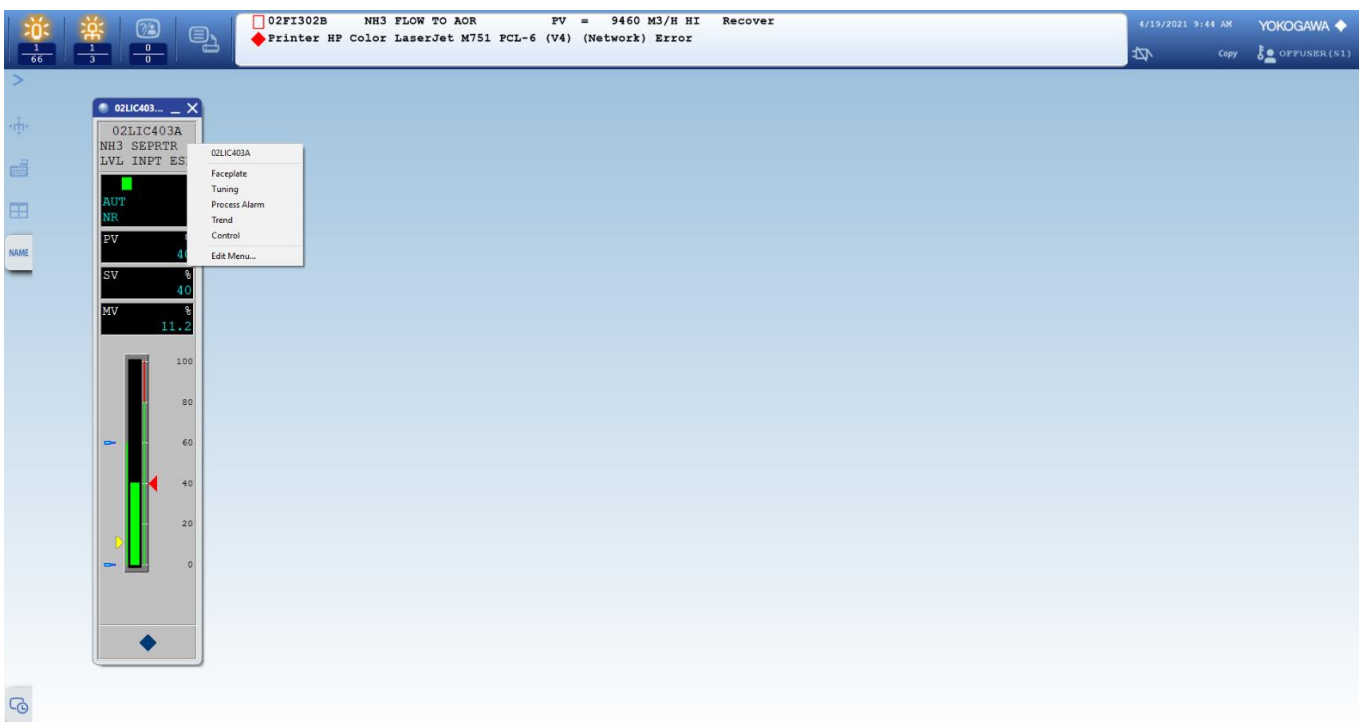 02FI302B NH3 FLOW TO AOR PV = 9460 M3/H HI Recover
Printer HP Color LaserJet M751 PCL-6 (V4) (Network) Error
1
66
1
3
0
0
4/19/2021 9:44 AM
YOKOGAWA
Copy
OFFUSER(S1)
NAME
02LIC403...
02LIC403A
NH3 SEPRTR
LVL INPT
AUT
NR
PV
SV %
40
MV %
11.2
100
80
60
40
20
0
02LIC403A
Faceplate
Tuning
Process Alarm
Trend
Control
Edit Menu...